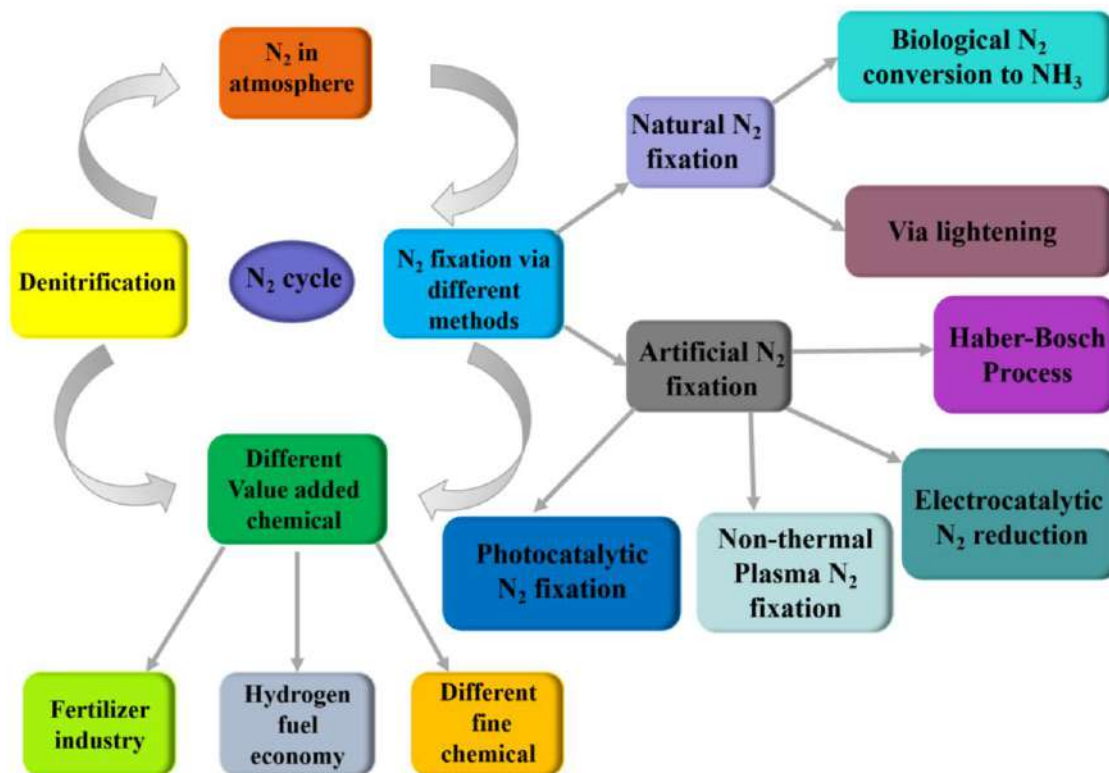 N₂ in
atmosphere
Biological N₂
conversion to NH₃
Natural N₂
fixation
Via lightening
Denitrification
N₂ cycle
N₂ fixation via
different
methods
Artificial N₂
fixation
Haber-Bosch
Process
Different
Value added
chemical
Electrocatalytic
N₂ reduction
Photocatalytic
N₂ fixation
Non-thermal
Plasma N₂
fixation
Fertilizer
industry
Hydrogen
fuel
economy
Different
fine
chemical